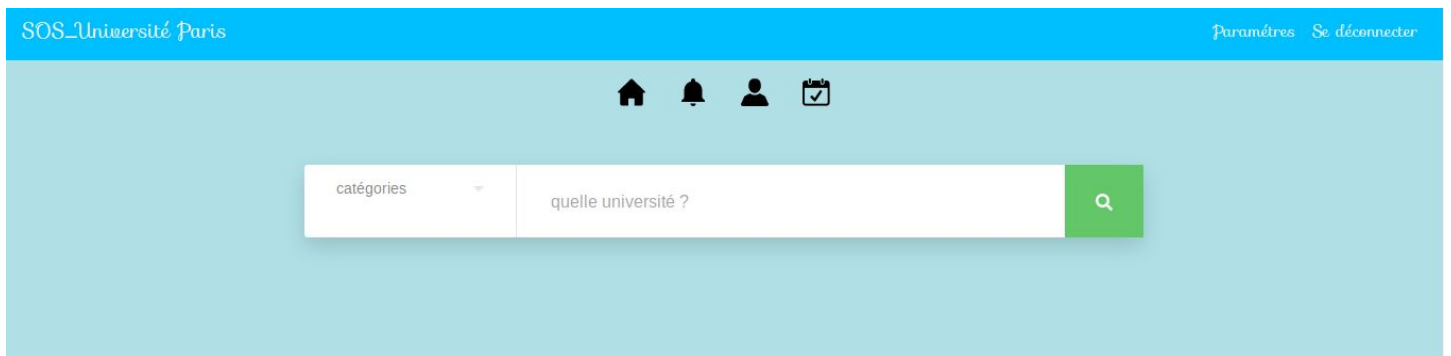 SOS_Université Paris
Paramétres Se déconnecter
catégories
quelle université ?